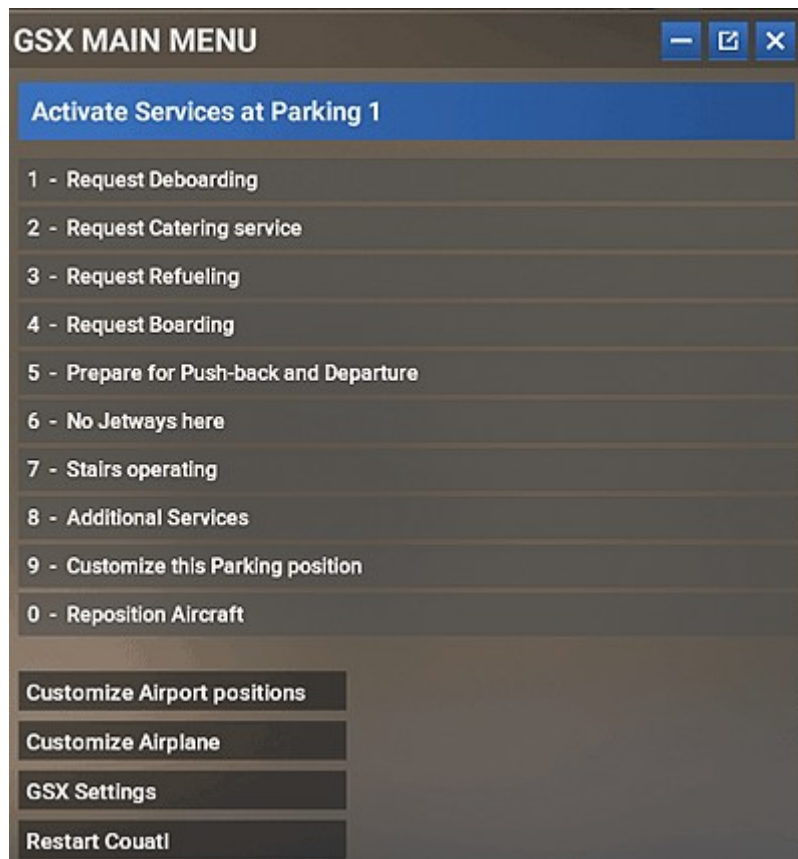 GSX MAIN MENU
Activate Services at Parking 1
1 - Request Deboarding
2 - Request Catering service
3 - Request Refueling
4 - Request Boarding
5 - Prepare for Push-back and Departure
6 - No Jetways here
7 - Stairs operating
8 - Additional Services
9 - Customize this Parking position
0 - Reposition Aircraft
Customize Airport positions
Customize Airplane
GSX Settings
Restart Couatl